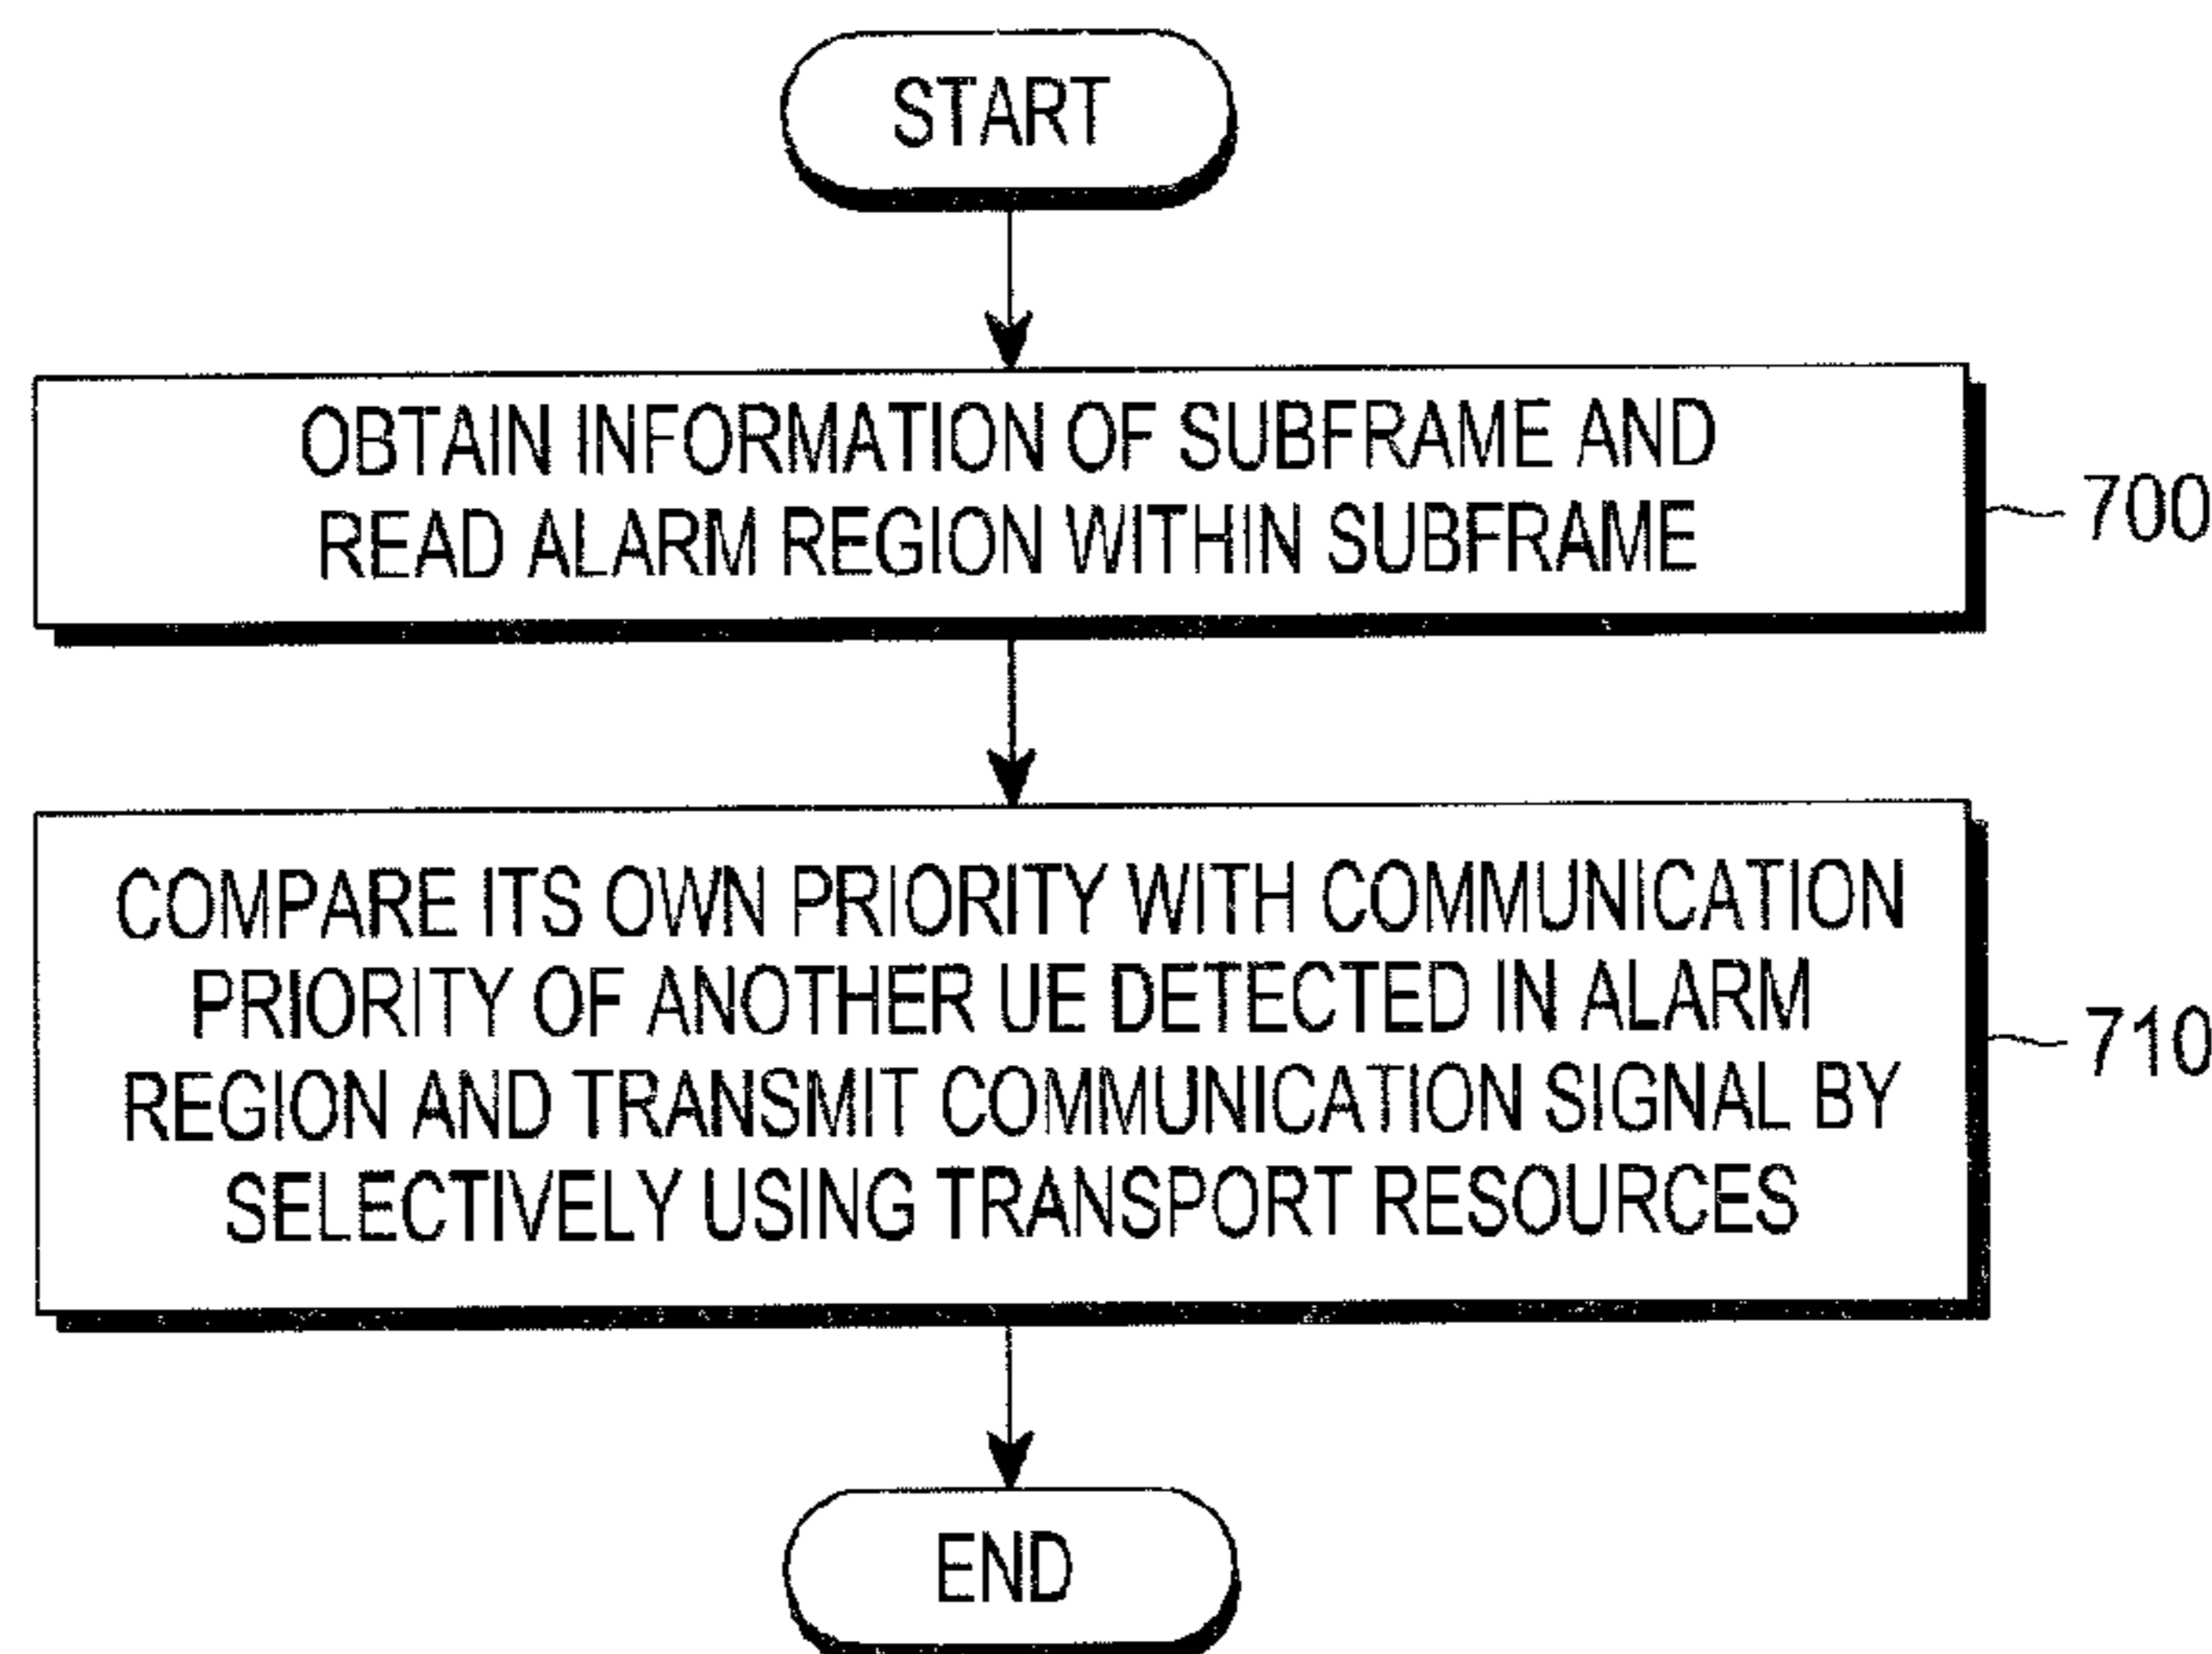 START
OBTAIN INFORMATION OF SUBFRAME AND
READ ALARM REGION WITHIN SUBFRAME
700
COMPARE ITS OWN PRIORITY WITH COMMUNICATION
PRIORITY OF ANOTHER UE DETECTED IN ALARM
REGION AND TRANSMIT COMMUNICATION SIGNAL BY
SELECTIVELY USING TRANSPORT RESOURCES
710
END